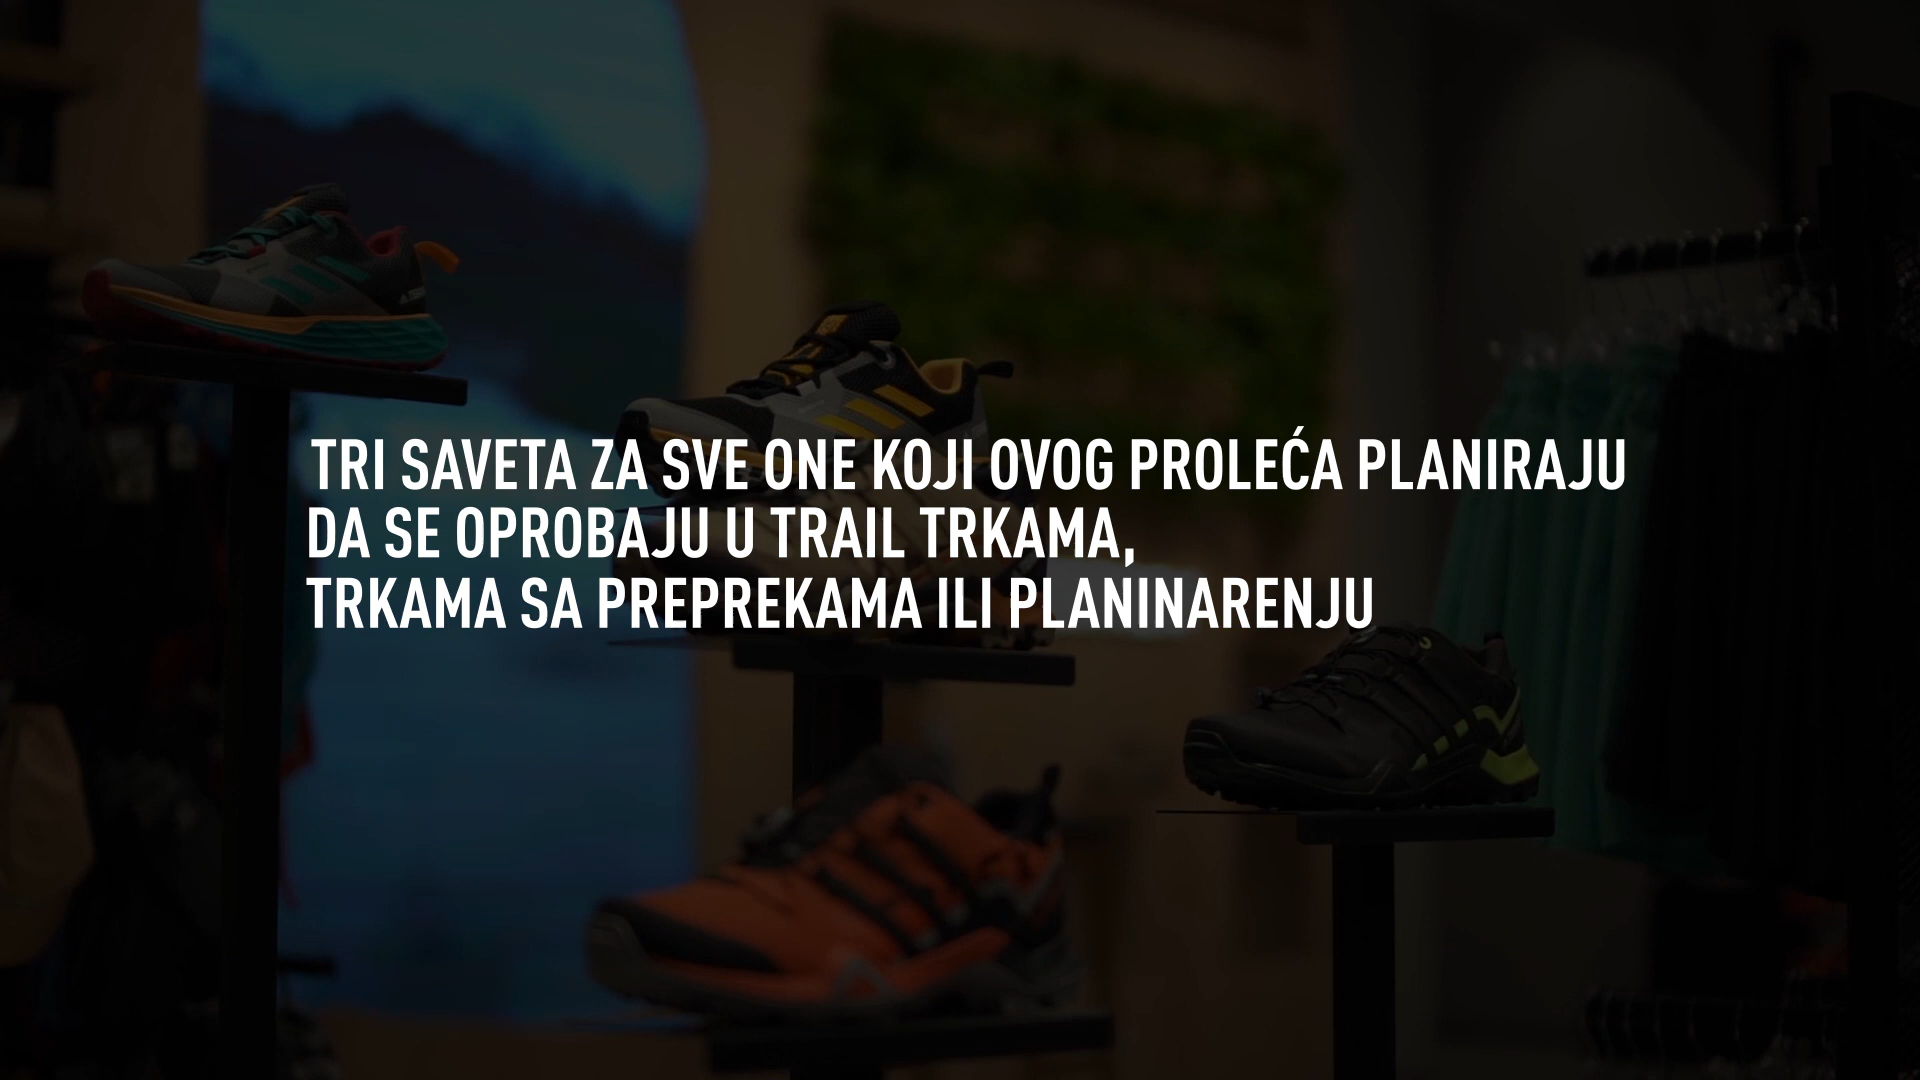 TRI SAVETA ZA SVE ONE KOJI OVOG PROLEĆA PLANIRAJU
DA SE OPROBAJU U TRAIL TRKAMA,
TRKAMA SA PREPREKAMA ILI PLANINARENJU